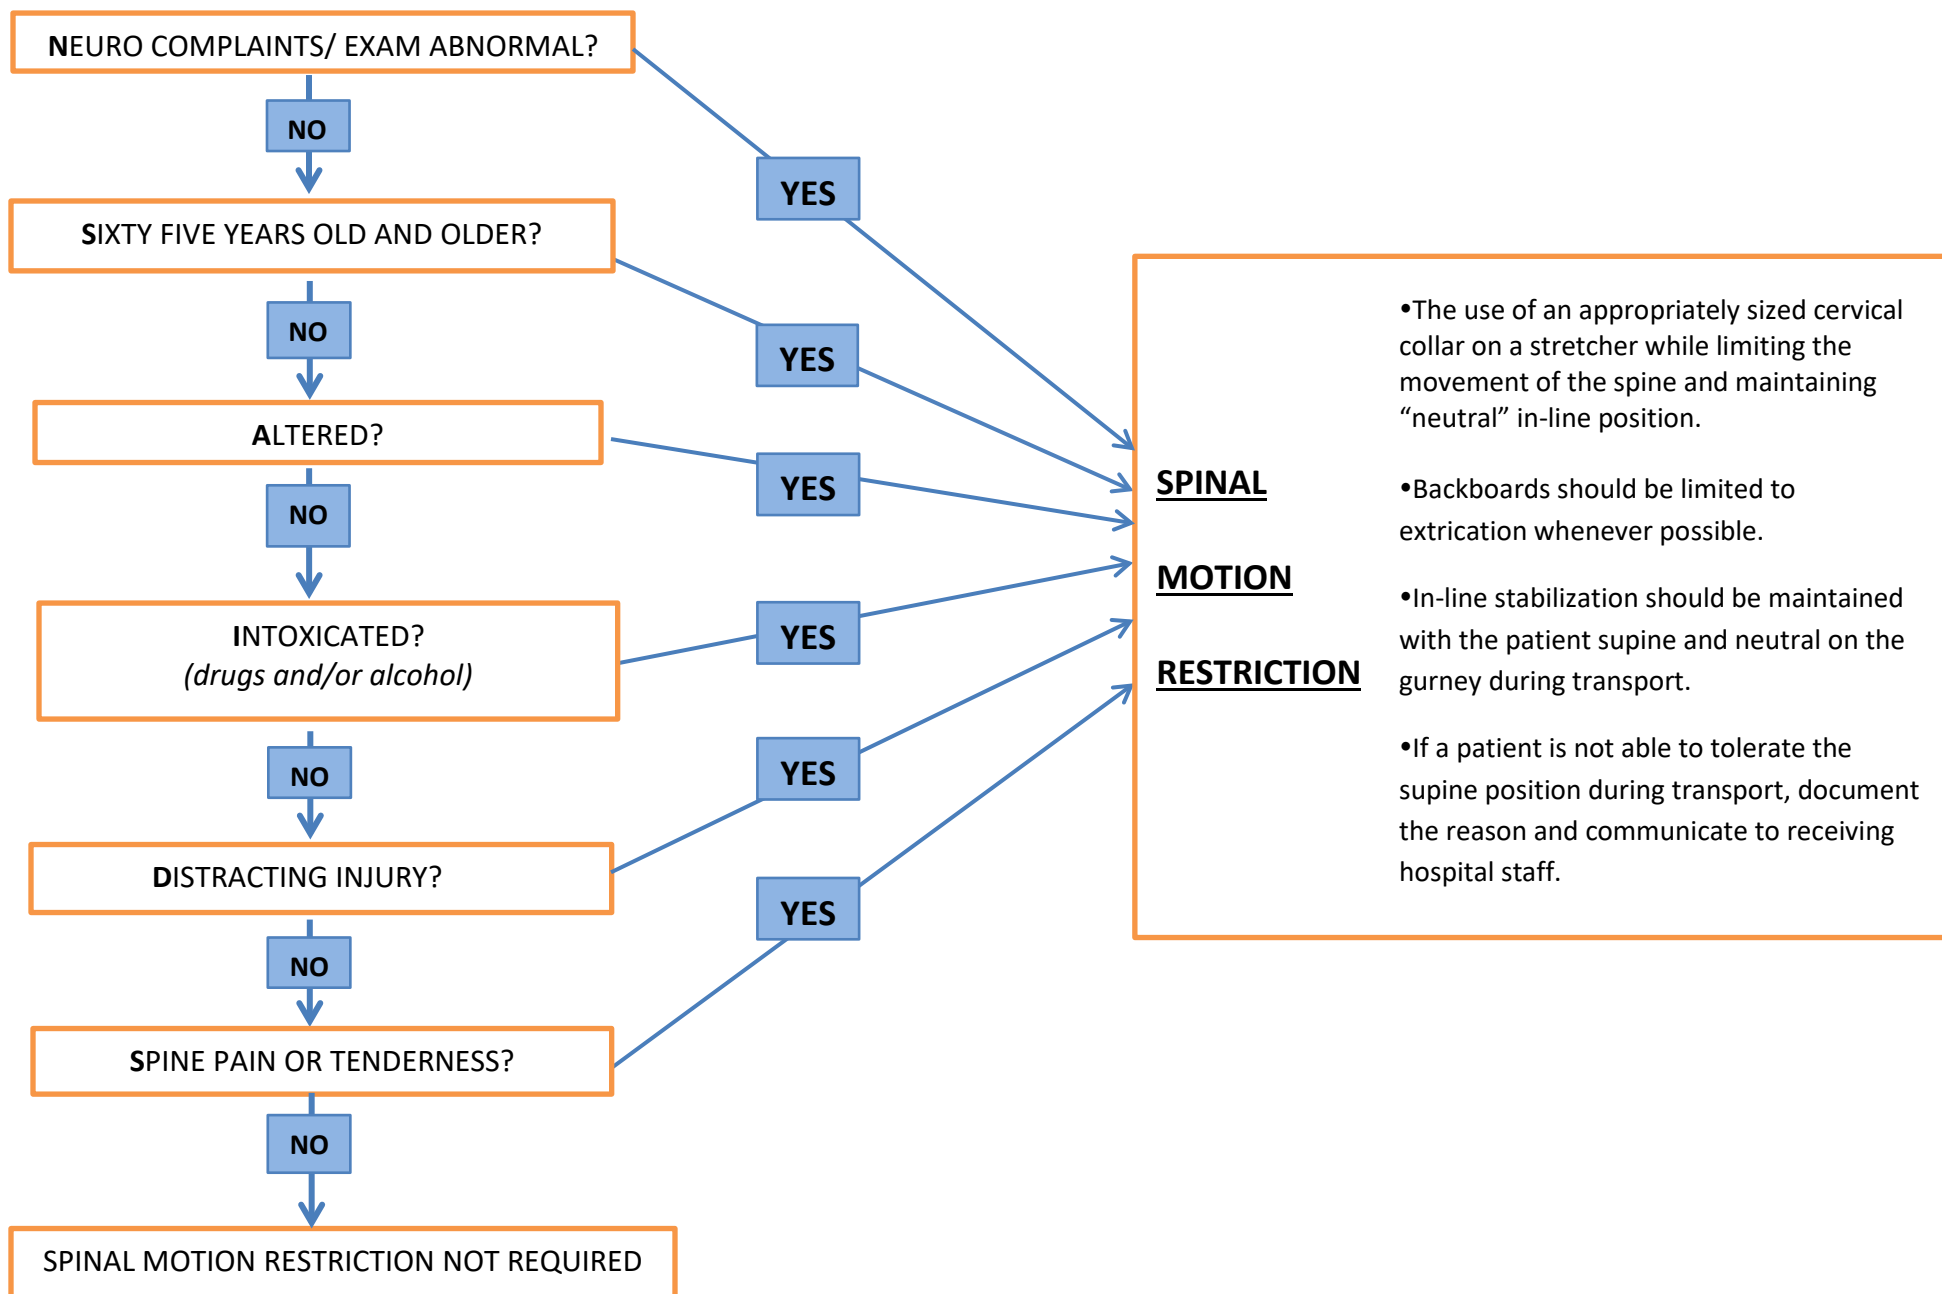 NEURO COMPLAINTS/ EXAM ABNORMAL?
NO
YES
SIXTY FIVE YEARS OLD AND OLDER?
NO
YES
ALTERED?
NO
YES
INTOXICATED?
(drugs and/or alcohol)
NO
YES
DISTRACTING INJURY?
NO
YES
SPINE PAIN OR TENDERNESS?
NO
YES
SPINAL MOTION RESTRICTION NOT REQUIRED
SPINAL
MOTION
RESTRICTION
•The use of an appropriately sized cervical
collar on a stretcher while limiting the
movement of the spine and maintaining
“neutral” in-line position.
•Backboards should be limited to
extrication whenever possible.
•In-line stabilization should be maintained
with the patient supine and neutral on the
gurney during transport.
•If a patient is not able to tolerate the
supine position during transport, document
the reason and communicate to receiving
hospital staff.